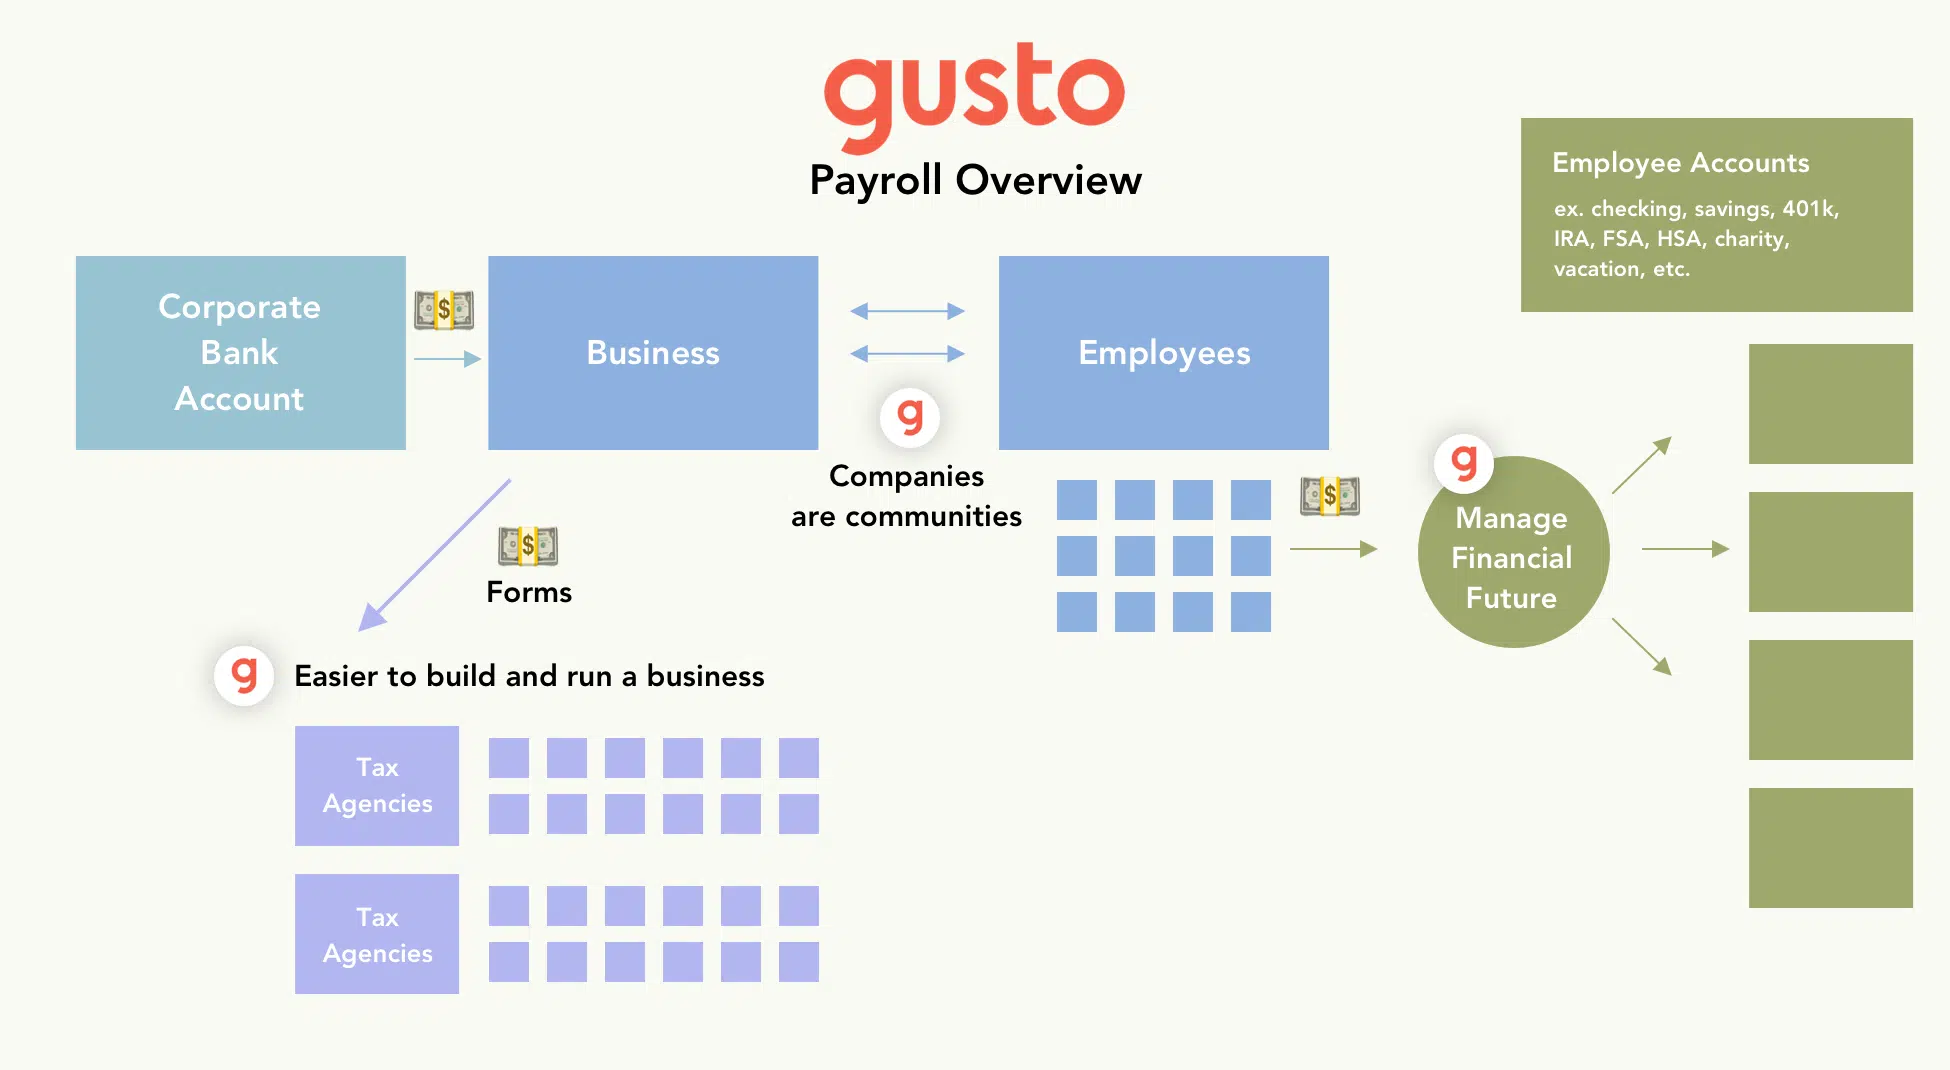 gusto
Payroll Overview
Employee Accounts
ex. checking, savings, 401k,
IRA, FSA, HSA, charity,
vacation, etc.
Corporate
Bank
Account
$
Business
Employees
g
Companies
are communities
$
g
Manage
Financial
Future
$
Forms
g
Easier to build and run a business
Tax
Agencies
Tax
Agencies